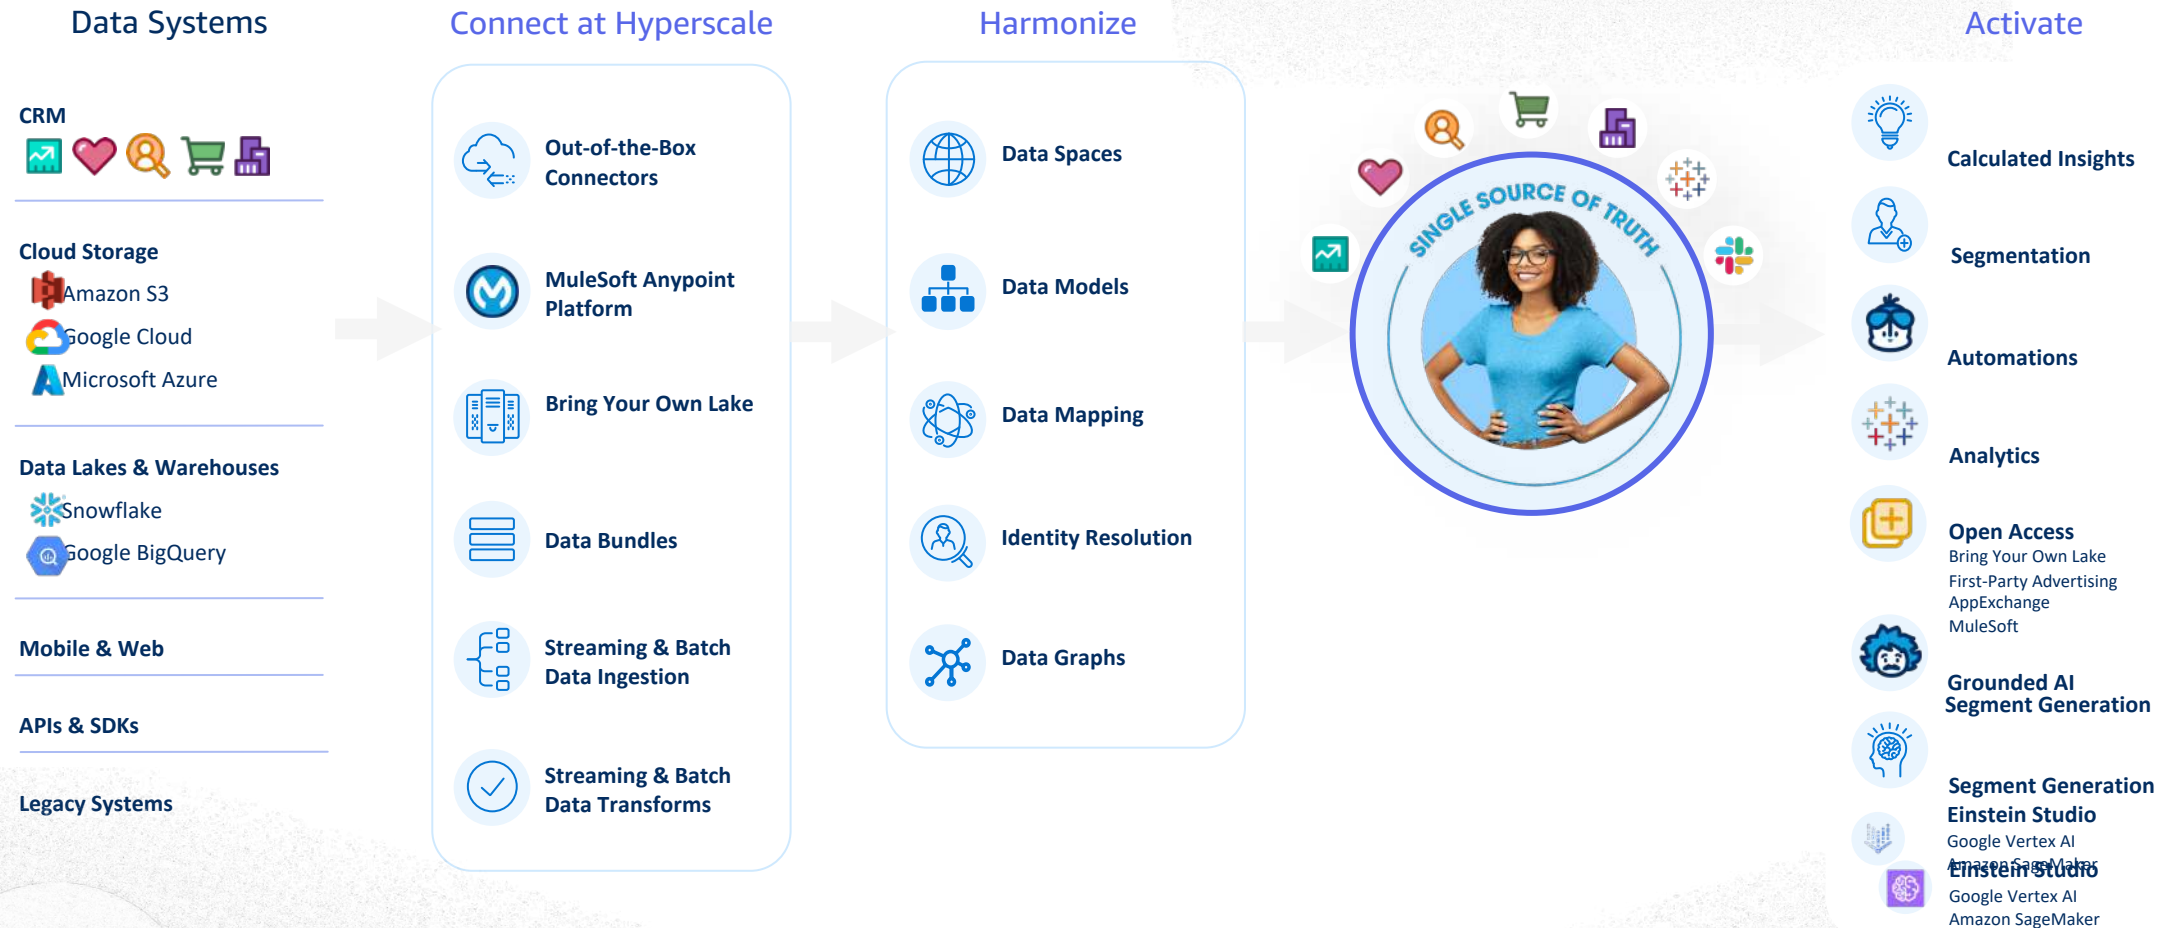 Data Systems
Connect at Hyperscale
Harmonize
Activate
CRM
Cloud Storage
Amazon S3
Google Cloud
Microsoft Azure
Data Lakes & Warehouses
Snowflake
Google BigQuery
Mobile & Web
APIs & SDKs
Legacy Systems
Out-of-the-Box
Connectors
MuleSoft Anypoint
Platform
Bring Your Own Lake
Data Bundles
Streaming & Batch
Data Ingestion
Streaming & Batch
Data Transforms
Data Spaces
Data Models
Data Mapping
Identity Resolution
Data Graphs
SINGLE SOURCE OF TRUTH
Calculated Insights
Segmentation
Automations
Analytics
Open Access
Bring Your Own Lake
First-Party Advertising
AppExchange
MuleSoft
Grounded AI
Segment Generation
Segment Generation
Einstein Studio
Google Vertex AI
Amazon SageMaker
Einstein Studio
Google Vertex AI
Amazon SageMaker